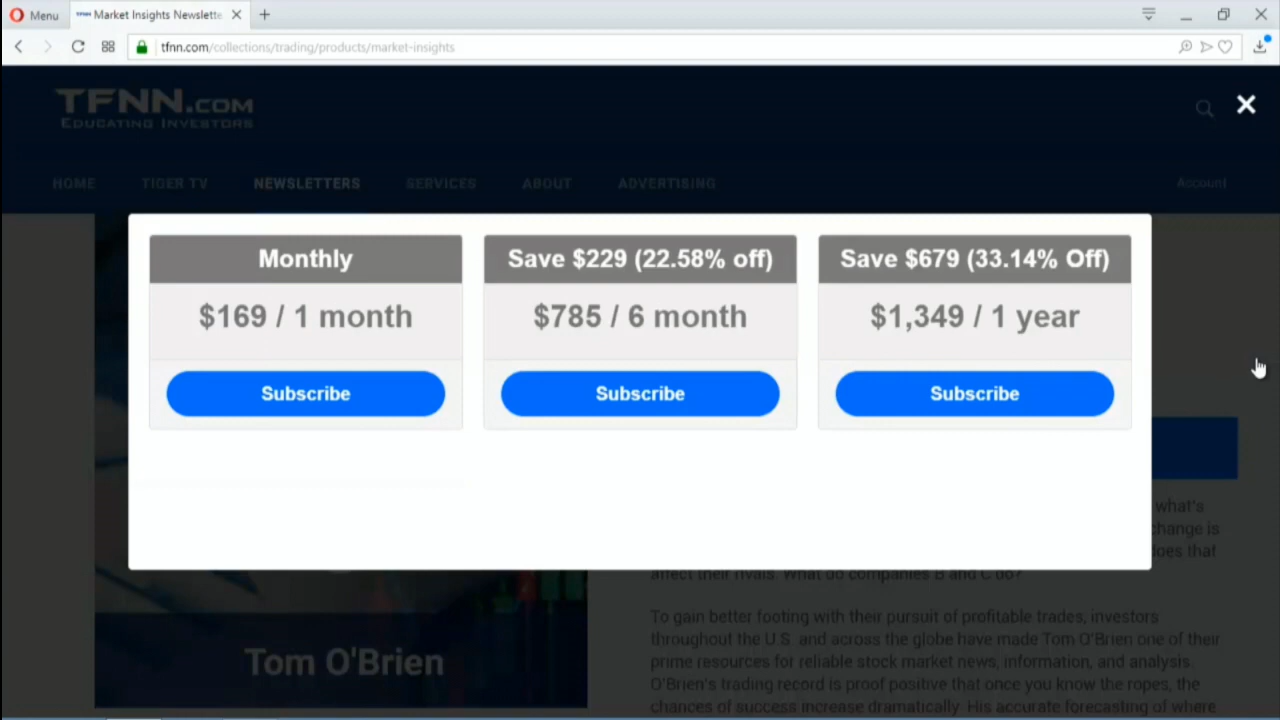 Menu
Market Insights Newslette
tfnn.com/collections/trading/products/market-insights
TFNN.COM
EDUCATING INVESTORS
HOME TIGER TV NEWSLETTERS SERVICES ABOUT ADVERTISING Account
Monthly
$169 / 1 month
Subscribe
Save $229 (22.58% off)
$785 / 6 month
Subscribe
Save $679 (33.14% Off)
$1,349 / 1 year
Subscribe
what's
change is
does that
affect their rivals. What do companies B and C do?
To gain better footing with their pursuit of profitable trades, investors
throughout the U.S. and across the globe have made Tom O'Brien one of their
prime resources for reliable stock market news, information, and analysis.
O'Brien's trading record is proof positive that once you know the ropes, the
chances of success increase dramatically. His accurate forecasting of where
Tom O'Brien